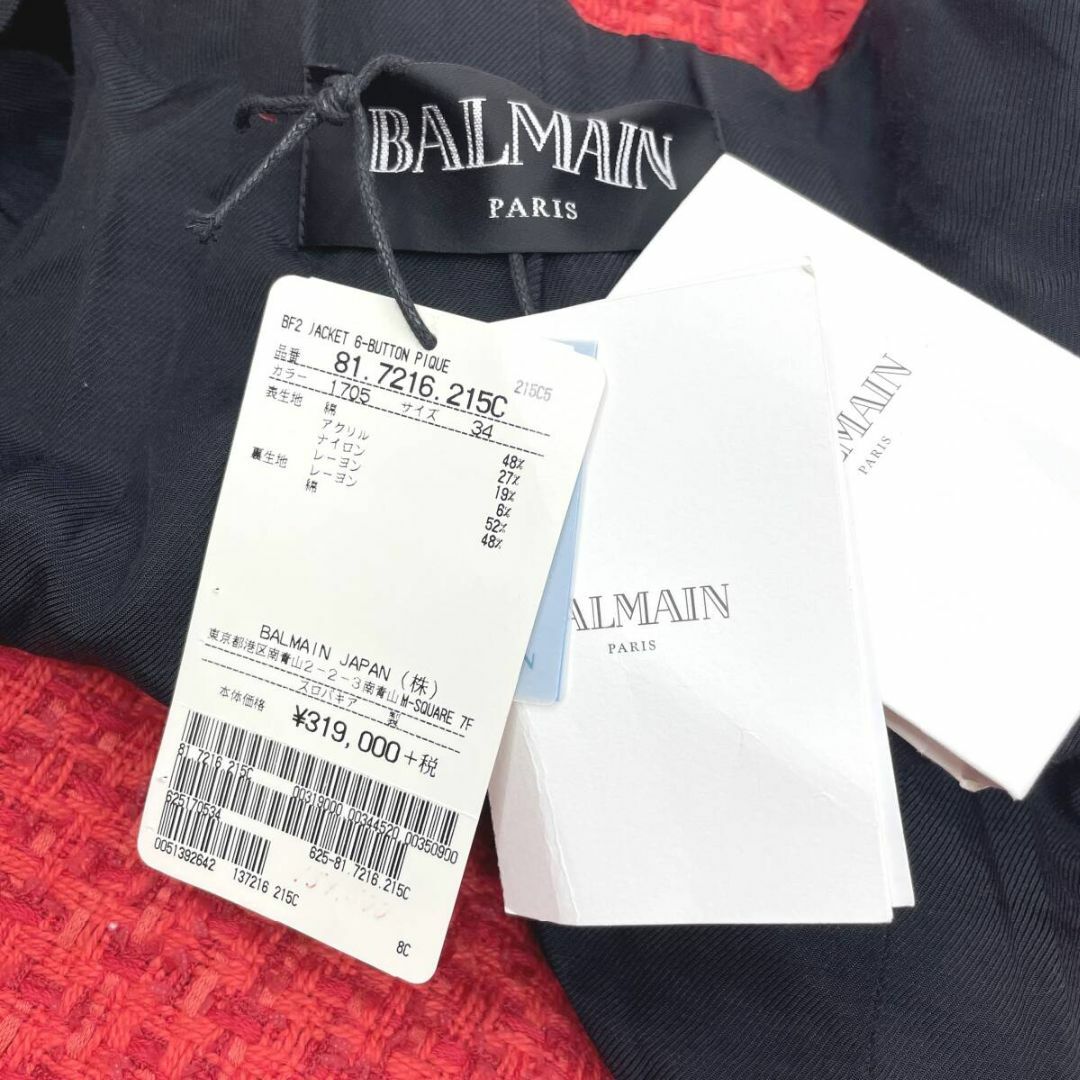 BALMAIN
PARIS
BF2 JACKET 6-BUTTON PIQUE
品番 81.7216.215C 215C5
カラー 1705 サイズ 34
表生地 綿 48%
アクリル 27%
ナイロン 19%
レーヨン 6%
裏生地 レーヨン 52%
綿 48%
BALMAIN JAPAN (株)
東京都港区南青山2-2-3南青山M-SQUARE 7F
スロバキア 製
本体価格 ¥319,000+税
81.7216.215C 00319000 00344520 00350900
625170534 625-81.7216.215C
0051392642 137216 215C
8C
ALMAIN
PARIS
MAIN
PARIS
N